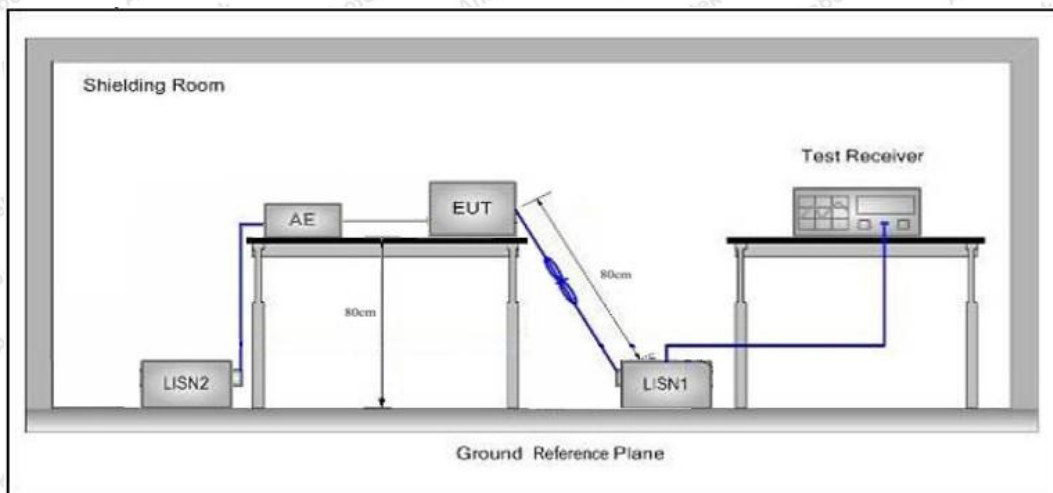 Shielding Room
Test Receiver
AE
EUT
80cm
80cm
LISN2
LISN1
Ground Reference Plane